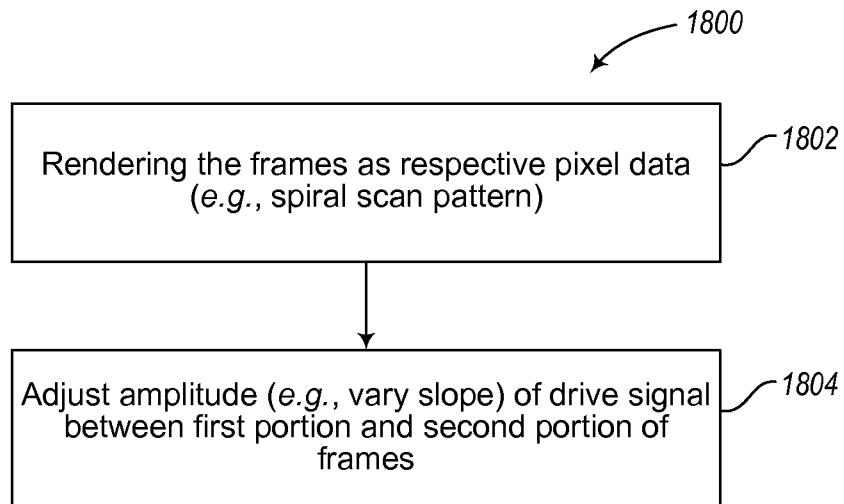 1800
Rendering the frames as respective pixel data
(e.g., spiral scan pattern)
1802
Adjust amplitude (e.g., vary slope) of drive signal
between first portion and second portion of
frames
1804